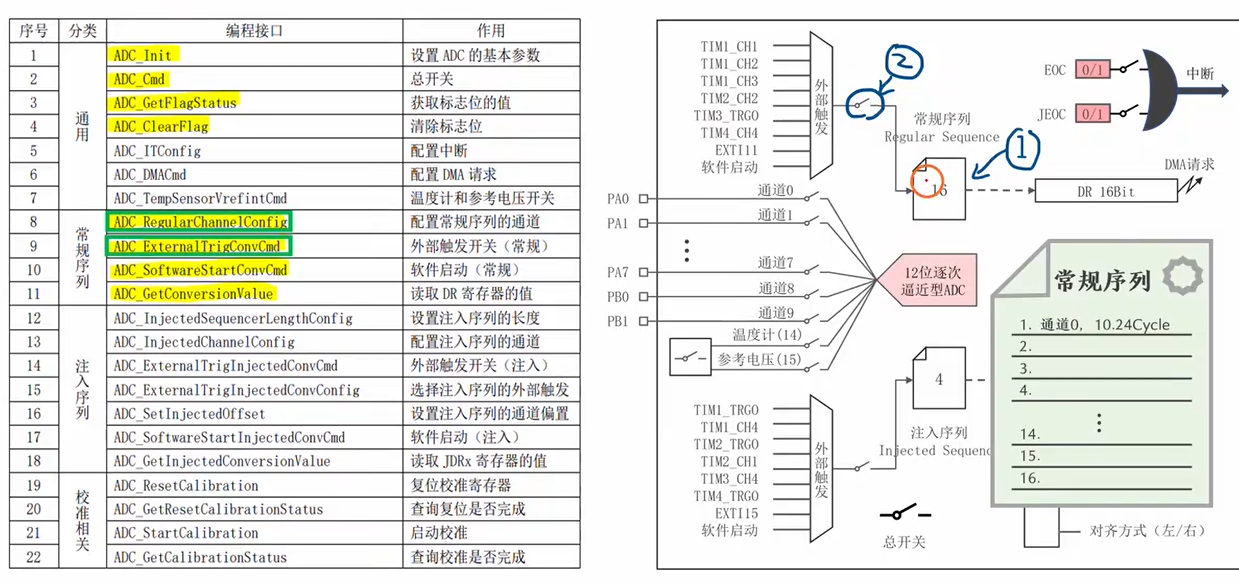 序号 分类 编程接口 作用
1 通用 ADC_Init 设置 ADC 的基本参数
2 ADC_Cmd 总开关
3 ADC_GetFlagStatus 获取标志位的值
4 ADC_ClearFlag 清除标志位
5 ADC_ITConfig 配置中断
6 ADC_DMACmd 配置 DMA 请求
7 ADC_TempSensorVrefintCmd 温度计和参考电压开关
8 常规序列 ADC_RegularChannelConfig 配置常规序列的通道
9 ADC_ExternalTrigConvCmd 外部触发开关（常规）
10 ADC_SoftwareStartConvCmd 软件启动（常规）
11 ADC_GetConversionValue 读取 DR 寄存器的值
12 注入序列 ADC_InjectedSequencerLengthConfig 设置注入序列的长度
13 ADC_InjectedChannelConfig 配置注入序列的通道
14 ADC_ExternalTrigInjectedConvCmd 外部触发开关（注入）
15 ADC_ExternalTrigInjectedConvConfig 选择注入序列的外部触发
16 ADC_SetInjectedOffset 设置注入序列的通道偏置
17 ADC_SoftwareStartInjectedConvCmd 软件启动（注入）
18 ADC_GetInjectedConversionValue 读取 JDRx 寄存器的值
19 校准相关 ADC_ResetCalibration 复位校准寄存器
20 ADC_GetResetCalibrationStatus 查询复位是否完成
21 ADC_StartCalibration 启动校准
22 ADC_GetCalibrationStatus 查询校准是否完成
TIM1_CH1
TIM1_CH2
TIM1_CH3
TIM2_CH2
TIM3_TRGO
TIM4_CH4
EXTI11
软件启动
外部触发
2
常规序列
Regular Sequence
1
16
EOC 0/1
JEOC 0/1
中断
DMA请求
DR 16Bit
PA0 通道0
PA1 通道1
PA7 通道7
PB0 通道8
PB1 通道9
温度计(14)
参考电压(15)
12位逐次
逼近型ADC
常规序列
1. 通道0，10.24Cycle
2.
3.
4.
14.
15.
16.
4
注入序列
Injected Sequenc
TIM1_TRGO
TIM1_CH4
TIM2_TRGO
TIM2_CH1
TIM3_CH4
TIM4_TRGO
EXTI15
软件启动
外部触发
总开关
对齐方式（左/右）